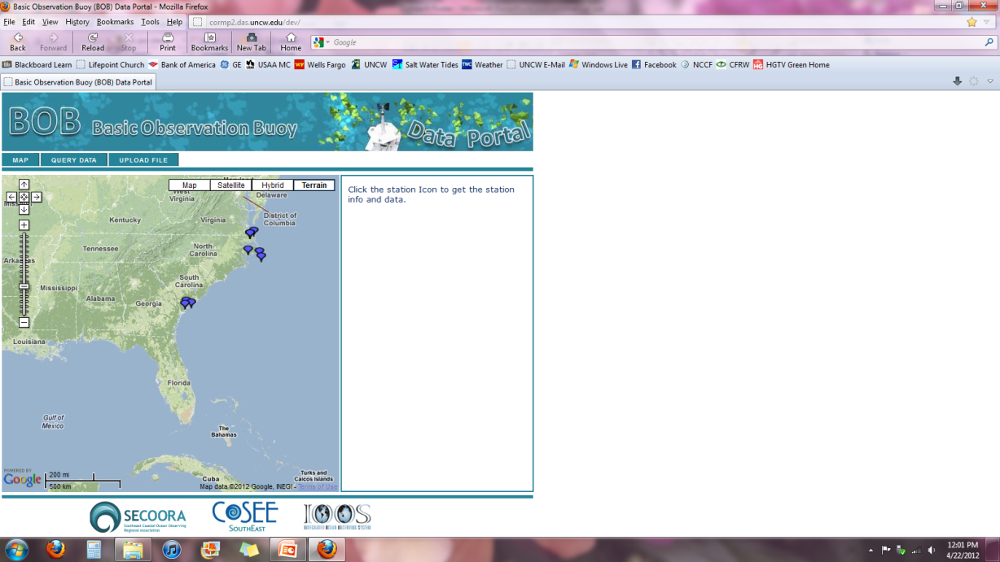 Basic Observation Buoy (BOB) Data Portal - Mozilla Firefox
File Edit View History Bookmarks Tools Help
cormp2.das.uncw.edu/dev/
Back Forward Reload Stop Print Bookmarks New Tab Home
Google
Blackboard Learn Lifepoint Church Bank of America GE USAA MC Wells Fargo UNCW Salt Water Tides Weather UNCW E-Mail Windows Live Facebook NCCF CFRW HGTV Green Home
Basic Observation Buoy (BOB) Data Portal
BOB Basic Observation Buoy Data Portal
MAP QUERY DATA UPLOAD FILE
Map Satellite Hybrid Terrain
West Virginia
Delaware
District of Columbia
Kentucky
Virginia
Tennessee
North Carolina
South Carolina
Mississippi
Alabama
Georgia
Louisiana
Florida
Gulf of Mexico
The Bahamas
Cuba
Turks and Caicos Islands
POWERED BY
Google
200 mi
500 km
Map data ©2012 Google, INEGI - Terms of Use
Click the station Icon to get the station
info and data.
SECOORA
Southeast Coastal Ocean Observing
Regional Association
COSEE
SouthEast
IOOS
INTEGRATED OCEAN OBSERVING SYSTEM
12:01 PM
4/22/2012